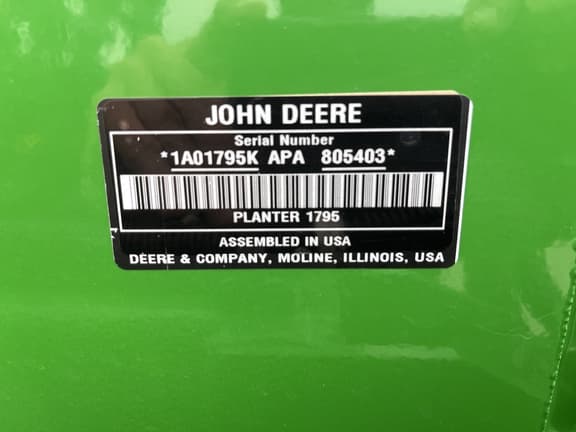 JOHN DEERE
Serial Number
*1A01795K APA 805403*
PLANTER 1795
ASSEMBLED IN USA
DEERE & COMPANY, MOLINE, ILLINOIS, USA